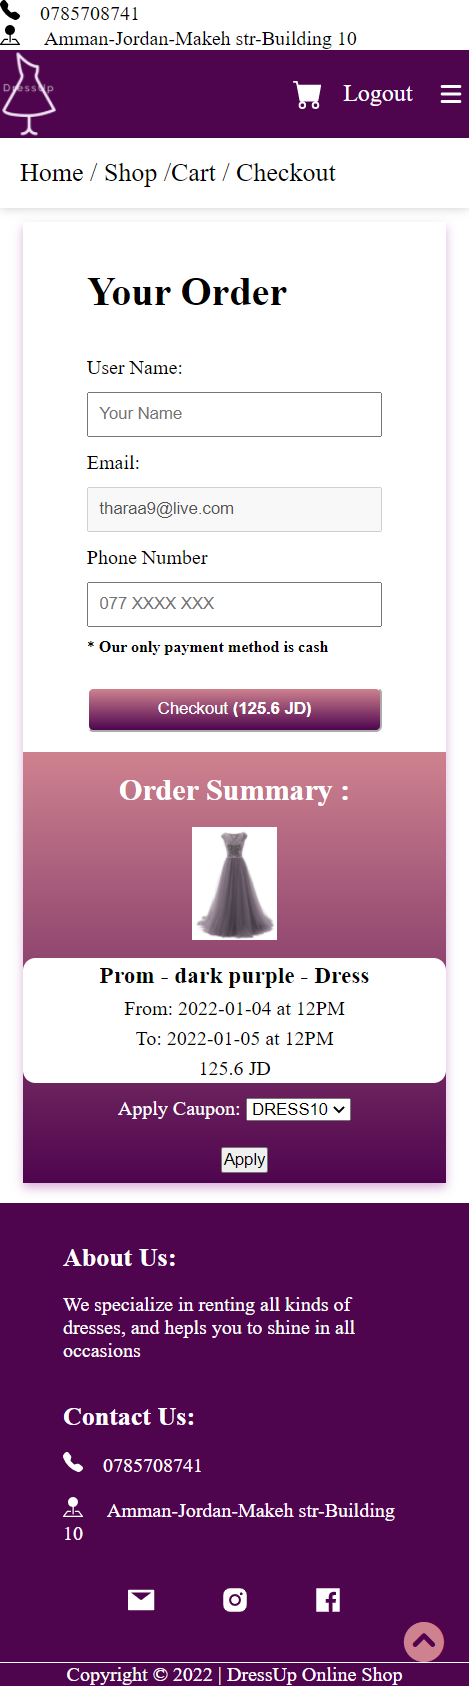 0785708741
Amman-Jordan-Makeh str-Building 10
DressUp
Logout
Home / Shop /Cart / Checkout
Your Order
User Name:
Your Name
Email:
tharaa9@live.com
Phone Number
077 XXXX XXX
* Our only payment method is cash
Checkout (125.6 JD)
Order Summary :
Prom - dark purple - Dress
From: 2022-01-04 at 12PM
To: 2022-01-05 at 12PM
125.6 JD
Apply Caupon: DRESS10
Apply
About Us:
We specialize in renting all kinds of
dresses, and hepls you to shine in all
occasions
Contact Us:
0785708741
Amman-Jordan-Makeh str-Building
10
Copyright © 2022 | DressUp Online Shop